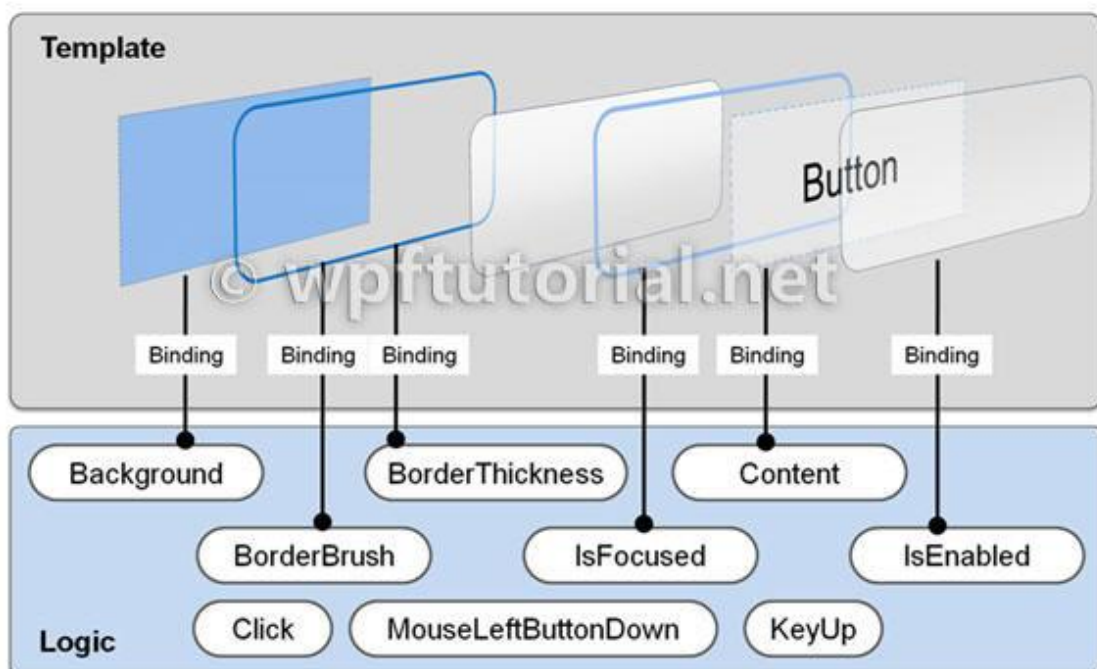 Template
Button
© wpftutorial.net
Binding Binding Binding Binding Binding Binding
Background BorderThickness Content
BorderBrush IsFocused IsEnabled
Click MouseLeftButtonDown KeyUp
Logic